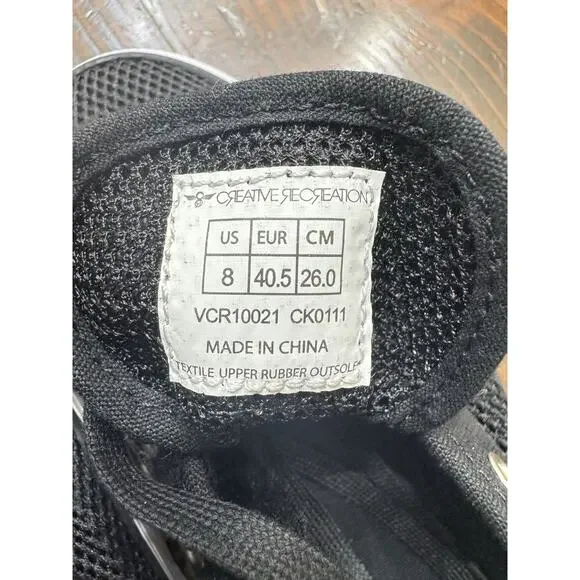 CREATIVE RECREATION
US EUR CM
8 40.5 26.0
VCR10021 CK0111
MADE IN CHINA
TEXTILE UPPER RUBBER OUTSOLE